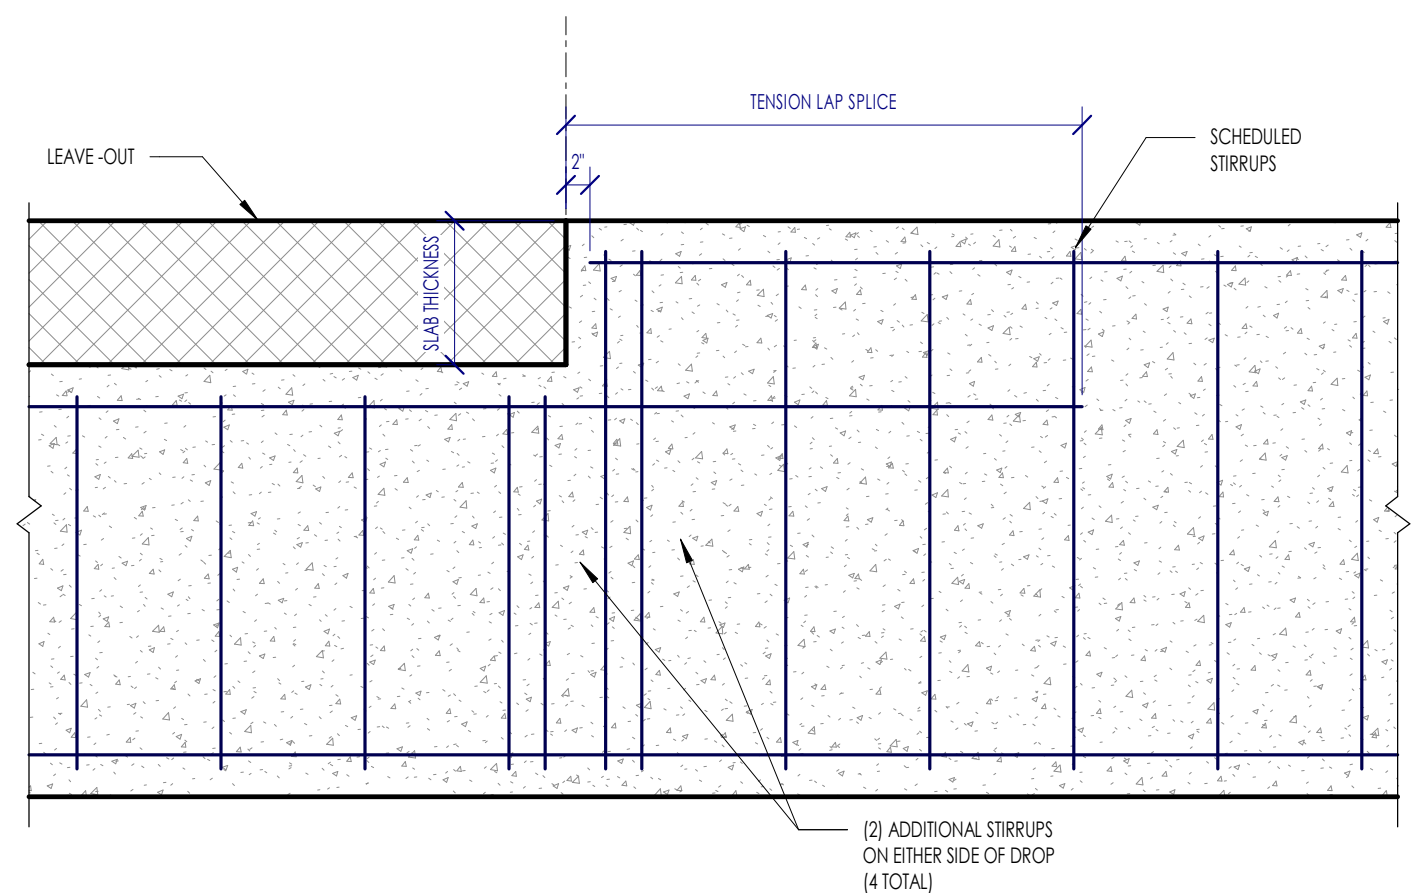 TENSION LAP SPLICE
SCHEDULED
STIRRUPS
LEAVE -OUT
2"
SLAB THICKNESS
(2) ADDITIONAL STIRRUPS
ON EITHER SIDE OF DROP
(4 TOTAL)